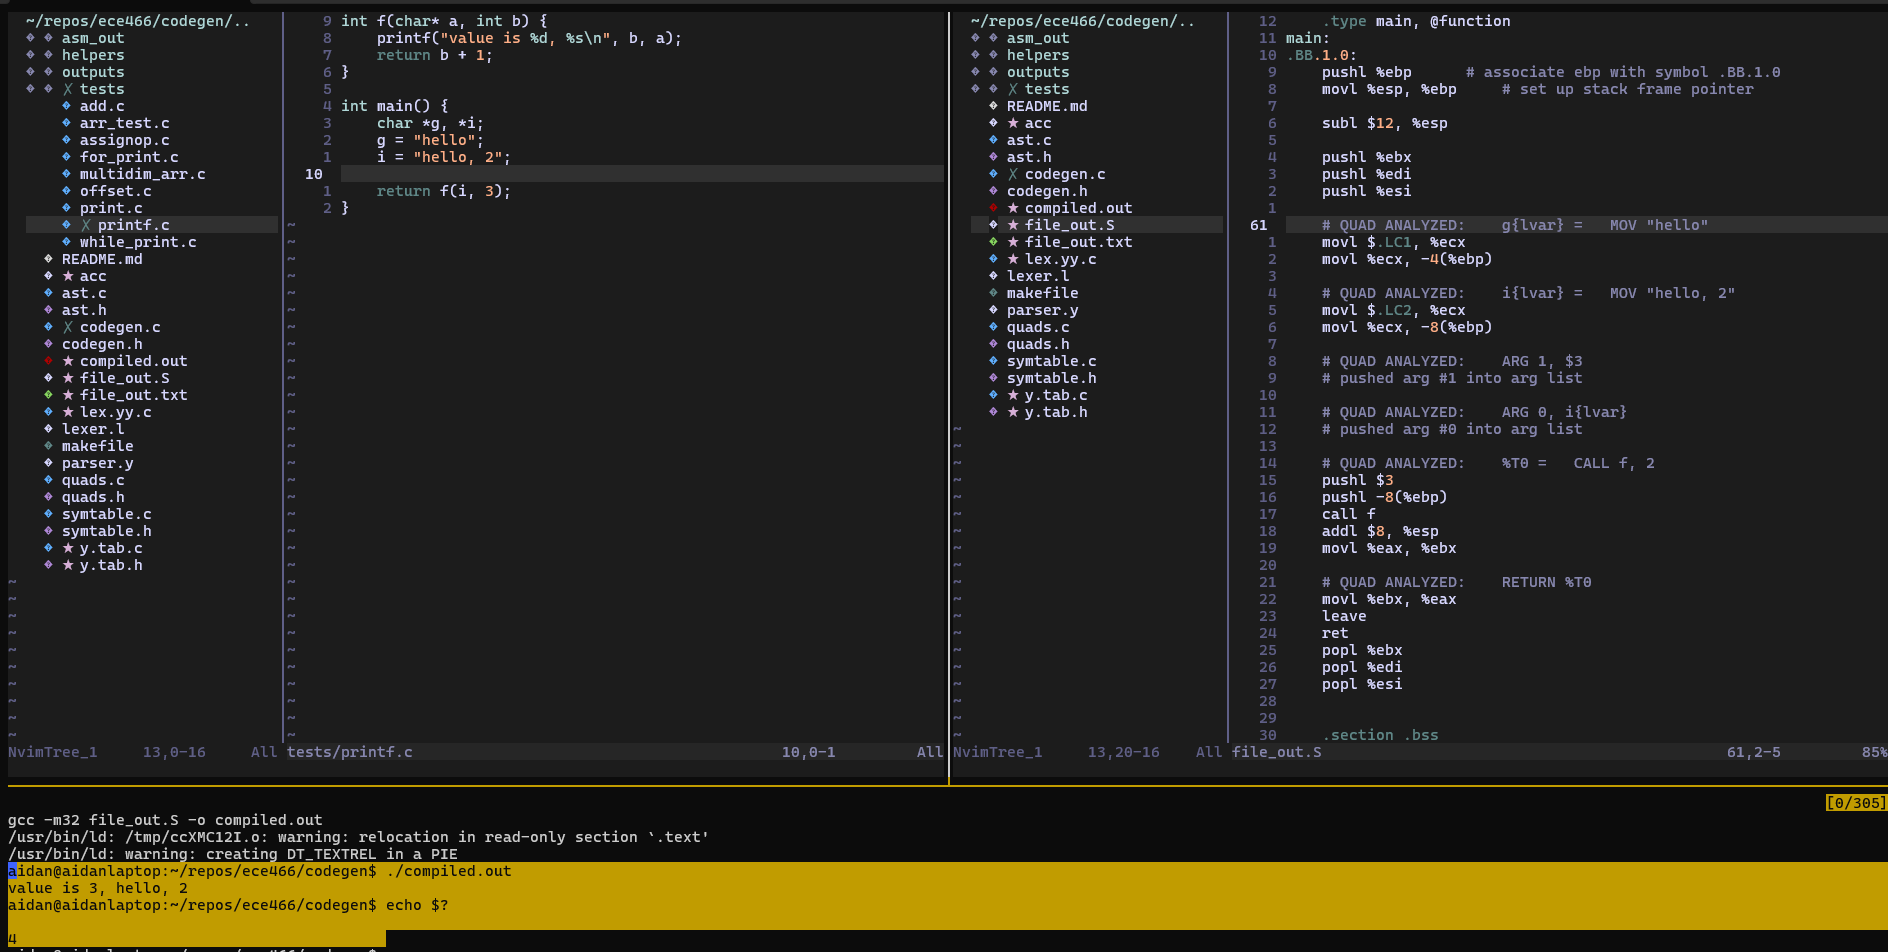 ~/repos/ece466/codegen/..
asm_out
helpers
outputs
✗ tests
add.c
arr_test.c
assignop.c
for_print.c
multidim_arr.c
offset.c
print.c
✗ printf.c
while_print.c
README.md
★ acc
ast.c
ast.h
✗ codegen.c
codegen.h
★ compiled.out
★ file_out.S
★ file_out.txt
★ lex.yy.c
lexer.l
makefile
parser.y
quads.c
quads.h
symtable.c
symtable.h
★ y.tab.c
★ y.tab.h
NvimTree_1 13,0-16 All
9 int f(char* a, int b) {
8 printf("value is %d, %s\n", b, a);
7 return b + 1;
6 }
5
4 int main() {
3 char *g, *i;
2 g = "hello";
1 i = "hello, 2";
10
1 return f(i, 3);
2 }
tests/printf.c 10,0-1 All
~/repos/ece466/codegen/..
asm_out
helpers
outputs
✗ tests
README.md
★ acc
ast.c
ast.h
✗ codegen.c
codegen.h
★ compiled.out
★ file_out.S
★ file_out.txt
★ lex.yy.c
lexer.l
makefile
parser.y
quads.c
quads.h
symtable.c
symtable.h
★ y.tab.c
★ y.tab.h
NvimTree_1 13,20-16 All
12 .type main, @function
11 main:
10 .BB.1.0:
9 pushl %ebp # associate ebp with symbol .BB.1.0
8 movl %esp, %ebp # set up stack frame pointer
7
6 subl $12, %esp
5
4 pushl %ebx
3 pushl %edi
2 pushl %esi
1
61 # QUAD ANALYZED: g{lvar} = MOV "hello"
1 movl $.LC1, %ecx
2 movl %ecx, -4(%ebp)
3
4 # QUAD ANALYZED: i{lvar} = MOV "hello, 2"
5 movl $.LC2, %ecx
6 movl %ecx, -8(%ebp)
7
8 # QUAD ANALYZED: ARG 1, $3
9 # pushed arg #1 into arg list
10
11 # QUAD ANALYZED: ARG 0, i{lvar}
12 # pushed arg #0 into arg list
13
14 # QUAD ANALYZED: %T0 = CALL f, 2
15 pushl $3
16 pushl -8(%ebp)
17 call f
18 addl $8, %esp
19 movl %eax, %ebx
20
21 # QUAD ANALYZED: RETURN %T0
22 movl %ebx, %eax
23 leave
24 ret
25 popl %ebx
26 popl %edi
27 popl %esi
28
29
30 .section .bss
file_out.S 61,2-5 85%
[0/305]
gcc -m32 file_out.S -o compiled.out
/usr/bin/ld: /tmp/ccXMC12I.o: warning: relocation in read-only section `.text'
/usr/bin/ld: warning: creating DT_TEXTREL in a PIE
aidan@aidanlaptop:~/repos/ece466/codegen$ ./compiled.out
value is 3, hello, 2
aidan@aidanlaptop:~/repos/ece466/codegen$ echo $?
4